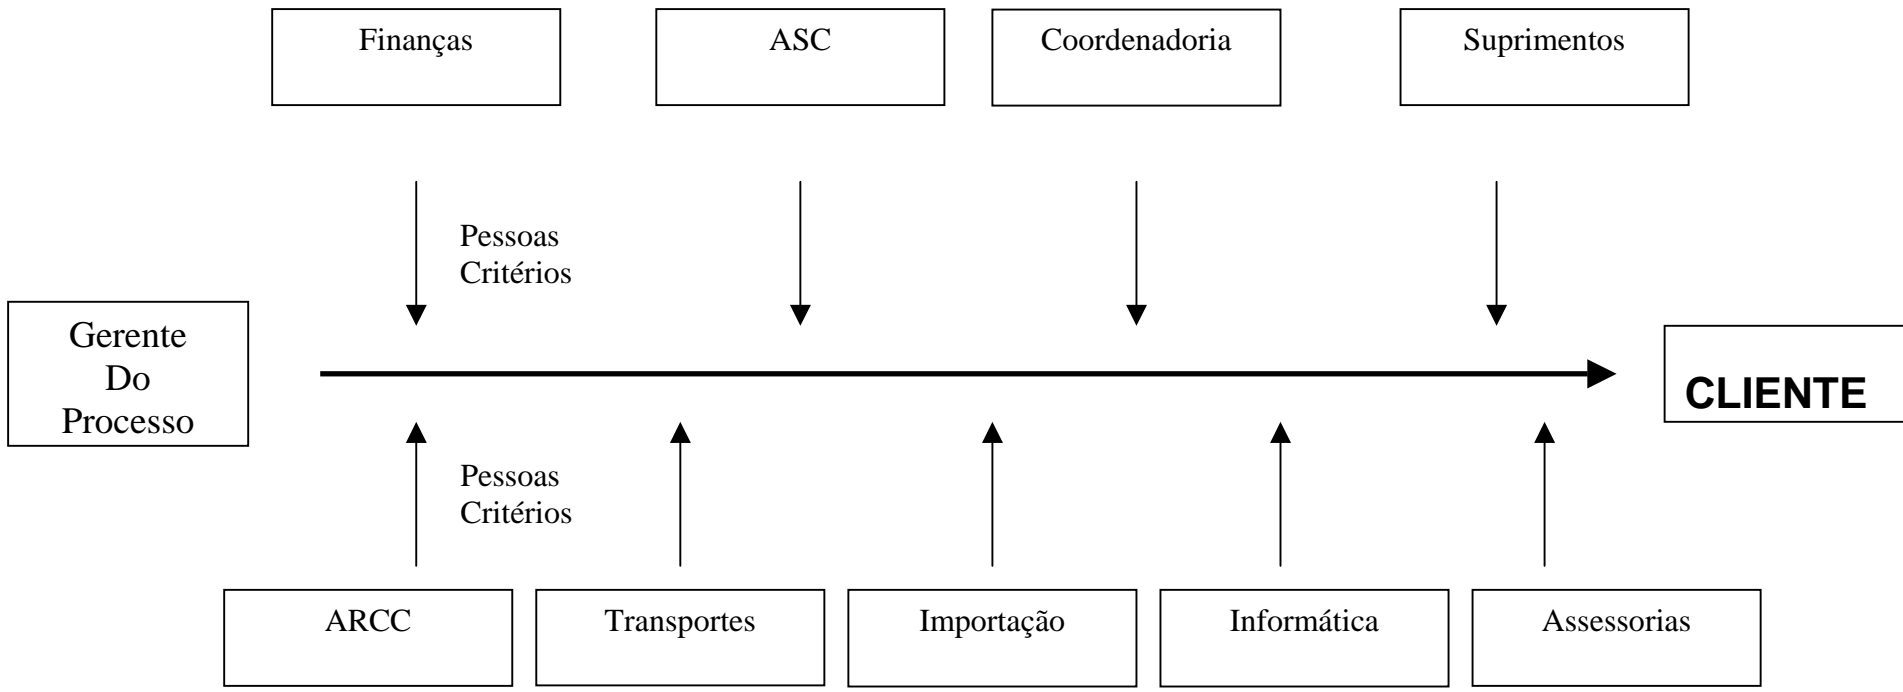 Finanças
ASC
Coordenadoria
Suprimentos
Pessoas
Critérios
Gerente
Do
Processo
CLIENTE
Pessoas
Critérios
ARCC
Transportes
Importação
Informática
Assessorias